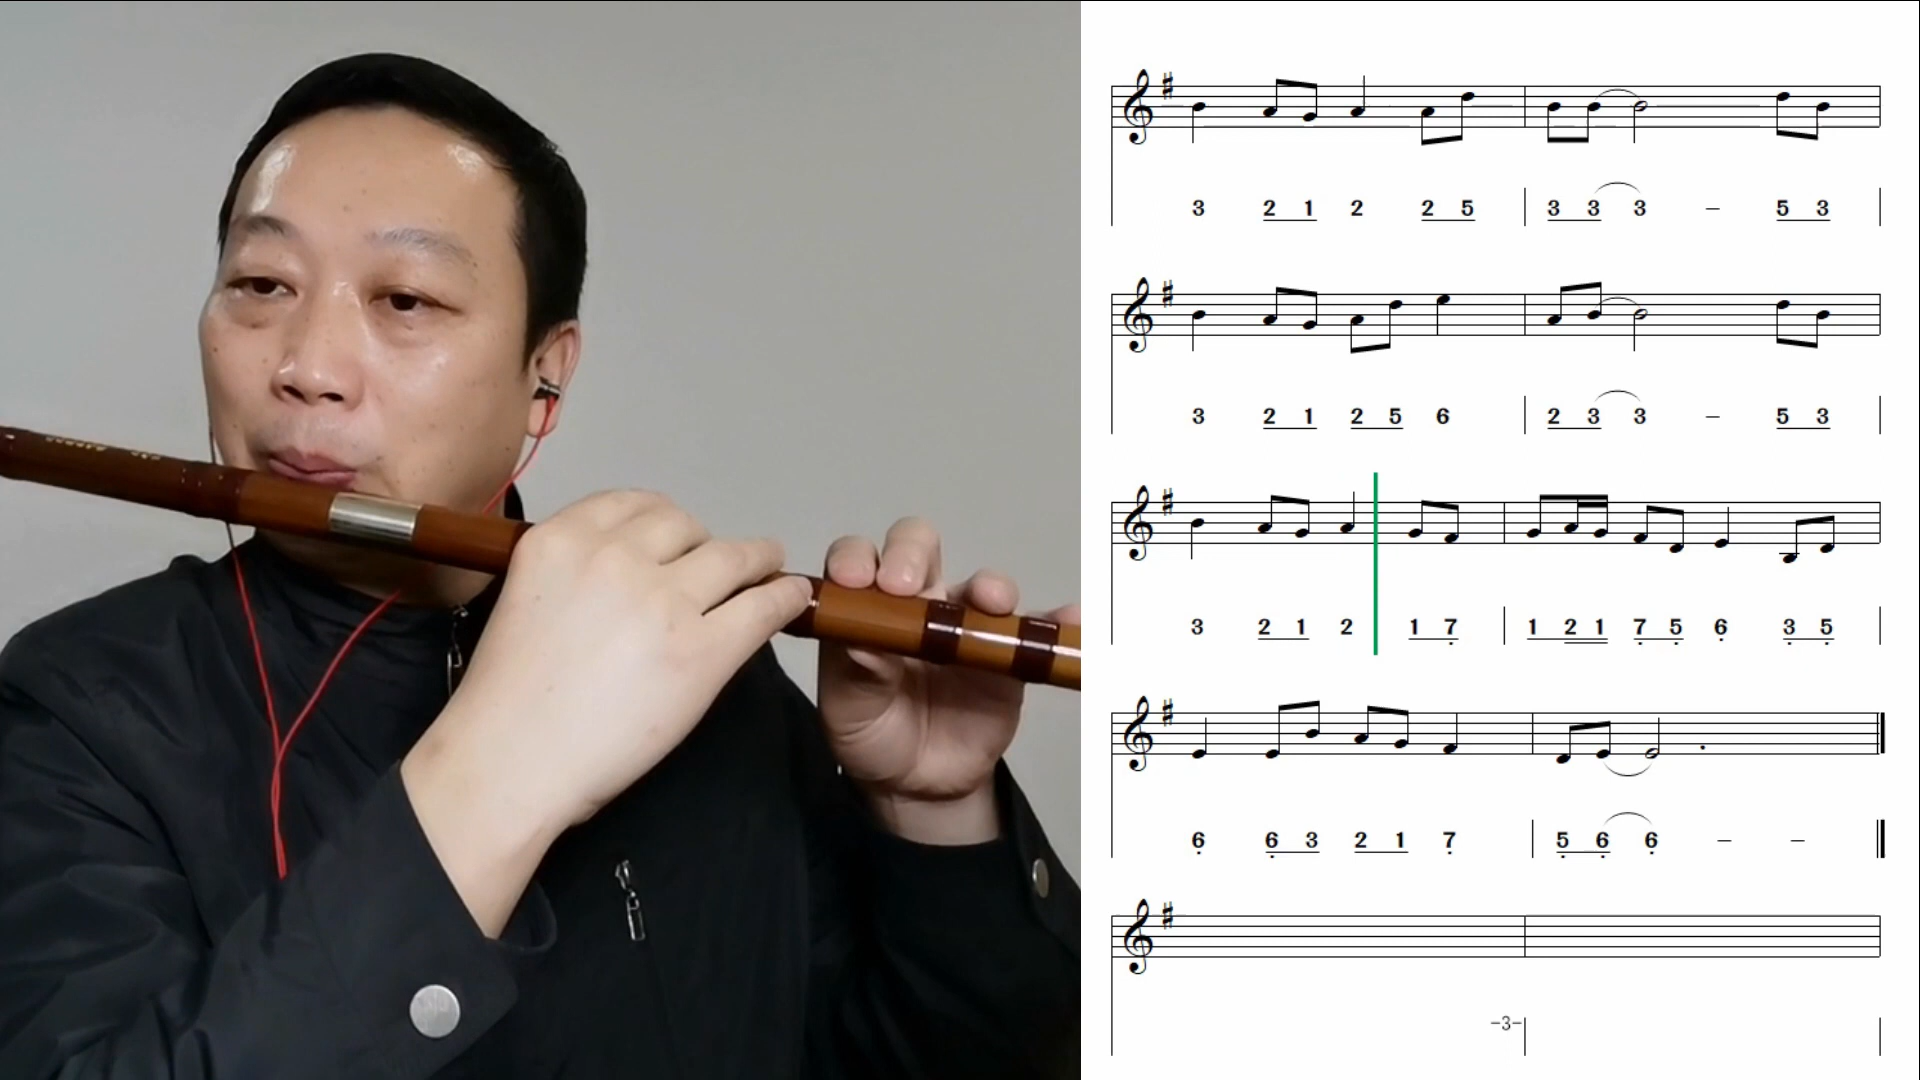 3 2 1 2 2 5 3 3 3 – 5 3
3 2 1 2 5 6 2 3 3 – 5 3
3 2 1 2 1 7̣ 1 2 1 7̣ 5̣ 6̣ 3̣ 5̣
6̣ 6̣ 3 2 1 7̣ 5̣ 6̣ 6̣ – –
-3-